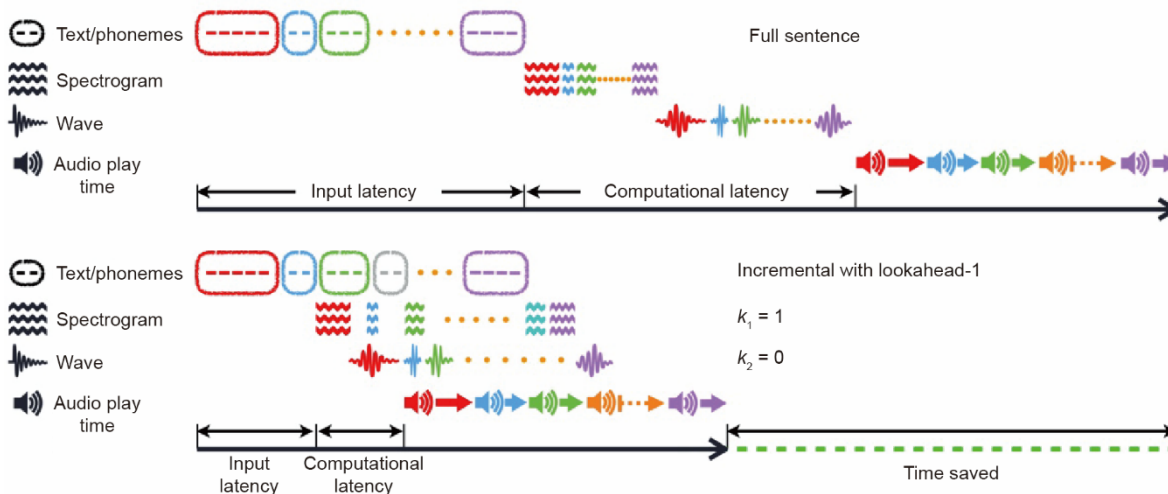 Text/phonemes
Full sentence
Spectrogram
Wave
Audio play
time
Input latency
Computational latency
Text/phonemes
Incremental with lookahead-1
Spectrogram
k₁ = 1
Wave
k₂ = 0
Audio play
time
Input
latency
Computational
latency
Time saved